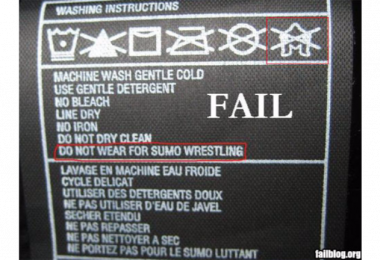 WASHING INSTRUCTIONS
MACHINE WASH GENTLE COLD
USE GENTLE DETERGENT
NO BLEACH
LINE DRY
NO IRON
DO NOT DRY CLEAN
DO NOT WEAR FOR SUMO WRESTLING
FAIL
LAVAGE EN MACHINE EAU FROIDE
CYCLE DELICAT
UTILISER DES DETERGENTS DOUX
NE PAS UTILISER D'EAU DE JAVEL
SECHER ETENDU
NE PAS REPASSER
NE PAS NETTOYER A SEC
NE PORTEZ PAS POUR LE SUMO LUTTANT
failblog.org